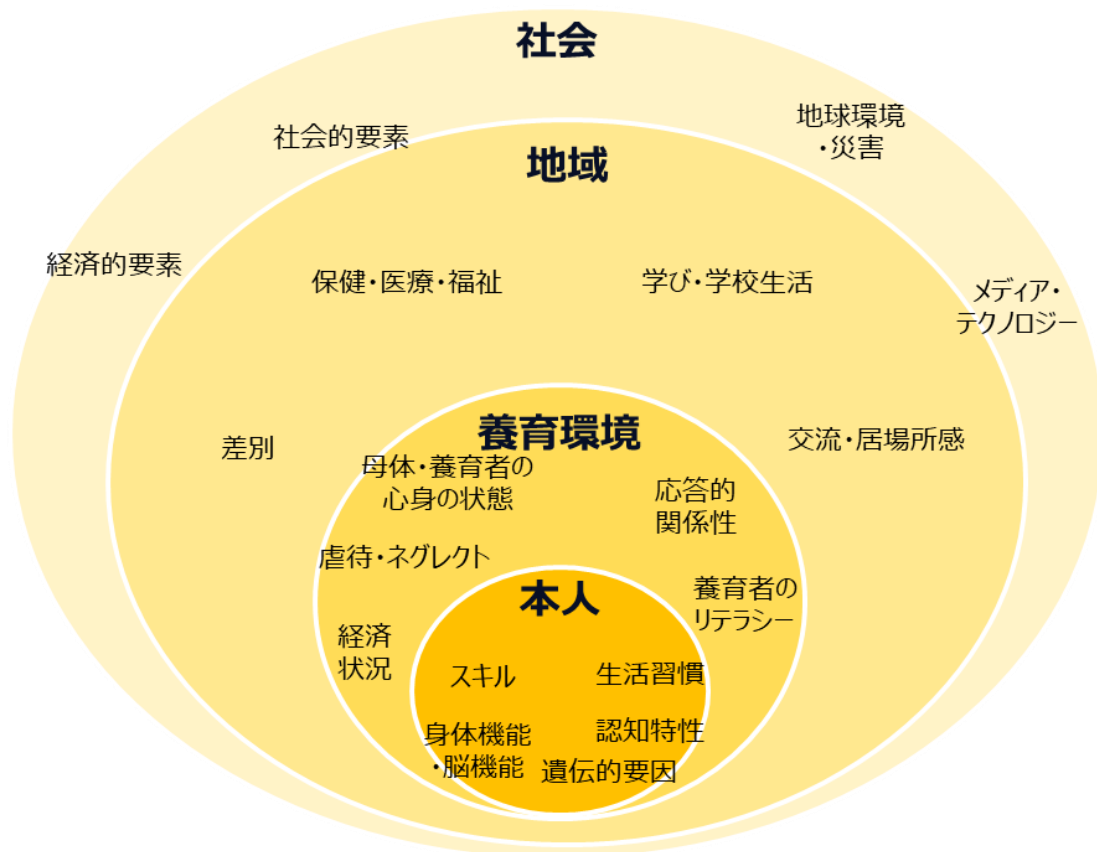 社会
社会的要素
地球環境
・災害
地域
経済的要素
保健・医療・福祉
学び・学校生活
メディア・
テクノロジー
養育環境
差別
交流・居場所感
母体・養育者の
心身の状態
応答的
関係性
虐待・ネグレクト
本人
養育者の
リテラシー
経済
状況
スキル
生活習慣
身体機能
・脳機能
認知特性
遺伝的要因